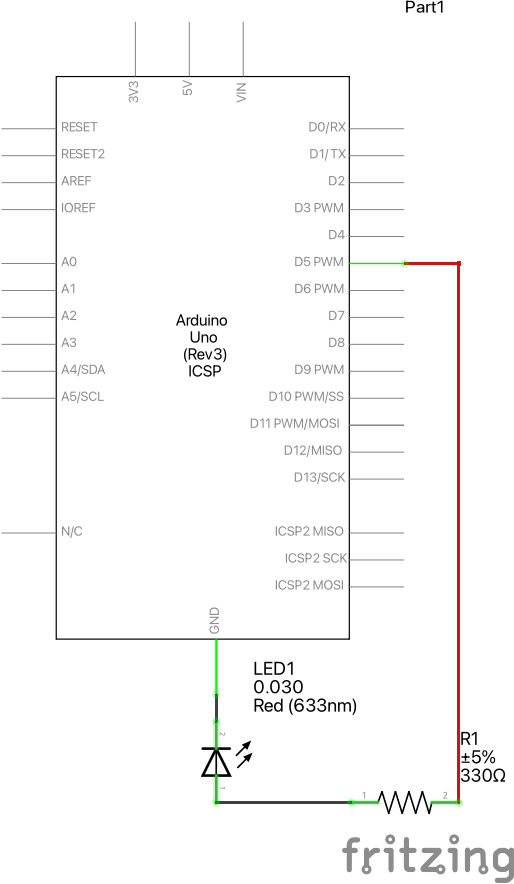 Part1
3V3
5V
VIN
RESET
RESET2
AREF
IOREF
A0
A1
A2
A3
A4/SDA
A5/SCL
N/C
D0/RX
D1/TX
D2
D3 PWM
D4
D5 PWM
D6 PWM
D7
D8
D9 PWM
D10 PWM/SS
D11 PWM/MOSI
D12/MISO
D13/SCK
ICSP2 MISO
ICSP2 SCK
ICSP2 MOSI
Arduino
Uno
(Rev3)
ICSP
GND
LED1
0.030
Red (633nm)
2
1
R1
±5%
330Ω
1
2
fritzing